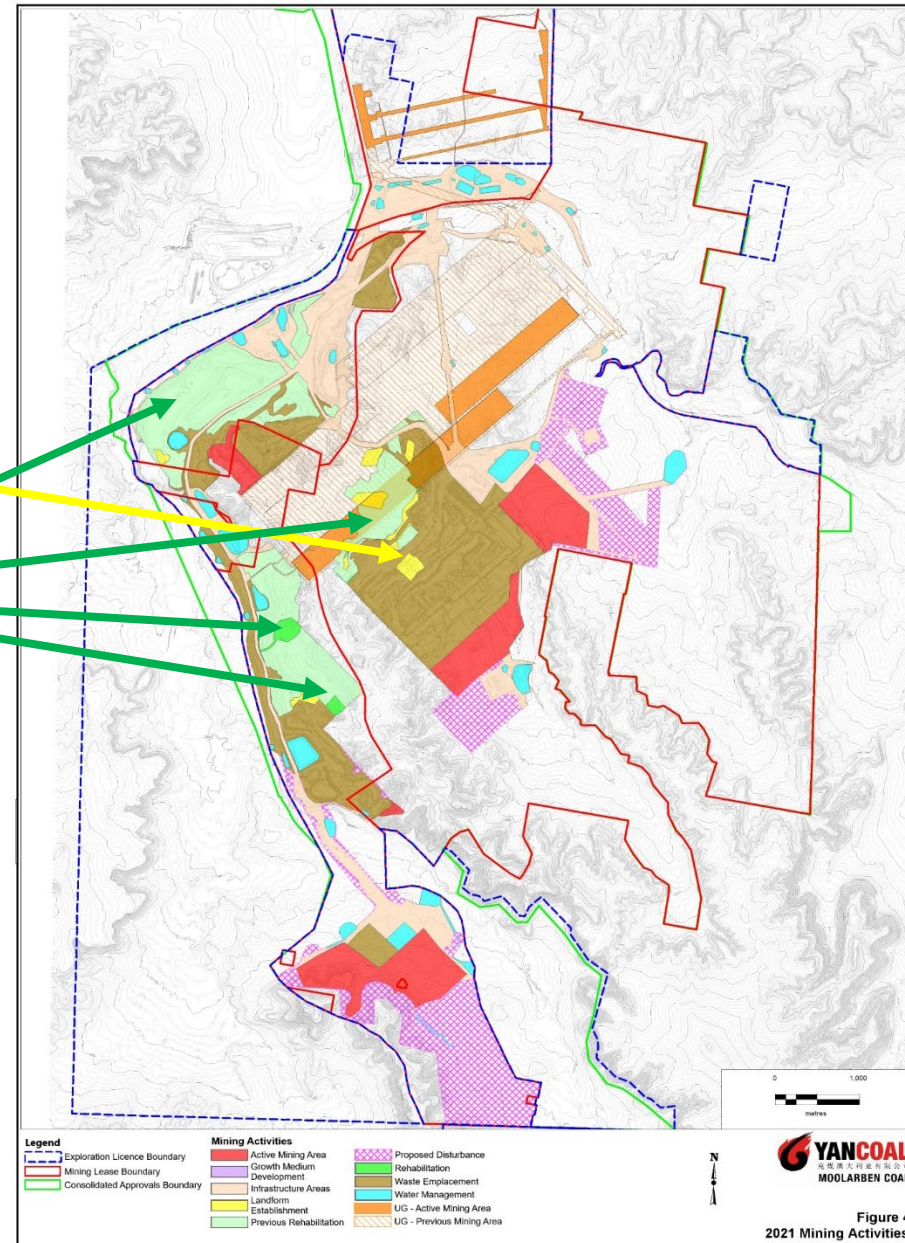 0 1,000
metres
Legend
Exploration Licence Boundary
Mining Lease Boundary
Consolidated Approvals Boundary
Mining Activities
Active Mining Area
Growth Medium
Development
Infrastructure Areas
Landform
Establishment
Previous Rehabilitation
Proposed Disturbance
Rehabilitation
Waste Emplacement
Water Management
UG - Active Mining Area
UG - Previous Mining Area
N
YANCOAL
MOOLARBEN COAL
Figure 4
2021 Mining Activities